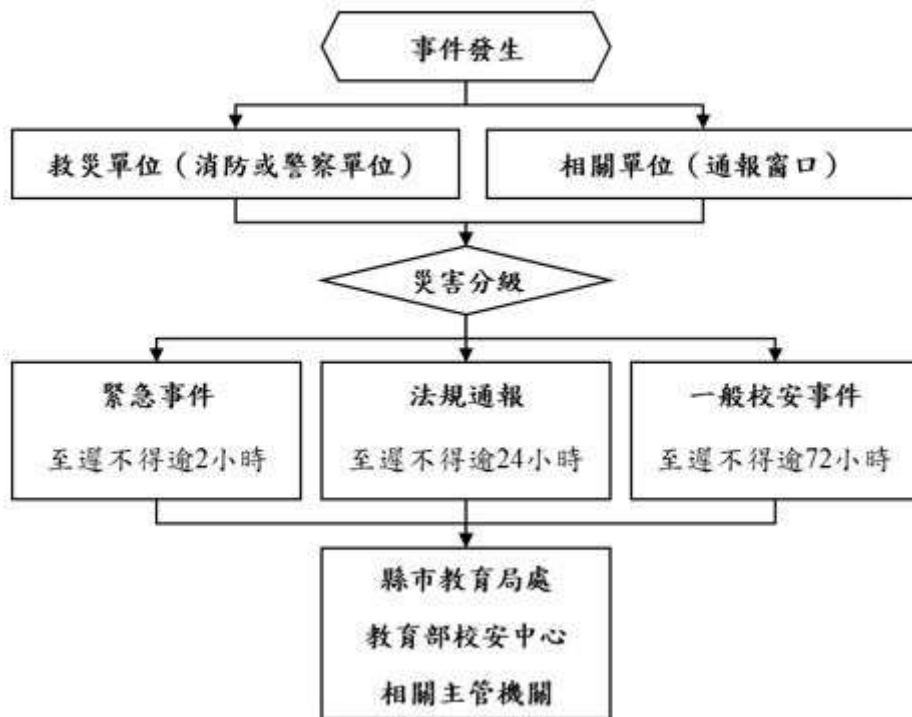 事件發生
救災單位（消防或警察單位）
相關單位（通報窗口）
災害分級
緊急事件
至遲不得逾2小時
法規通報
至遲不得逾24小時
一般校安事件
至遲不得逾72小時
縣市教育局處
教育部校安中心
相關主管機關